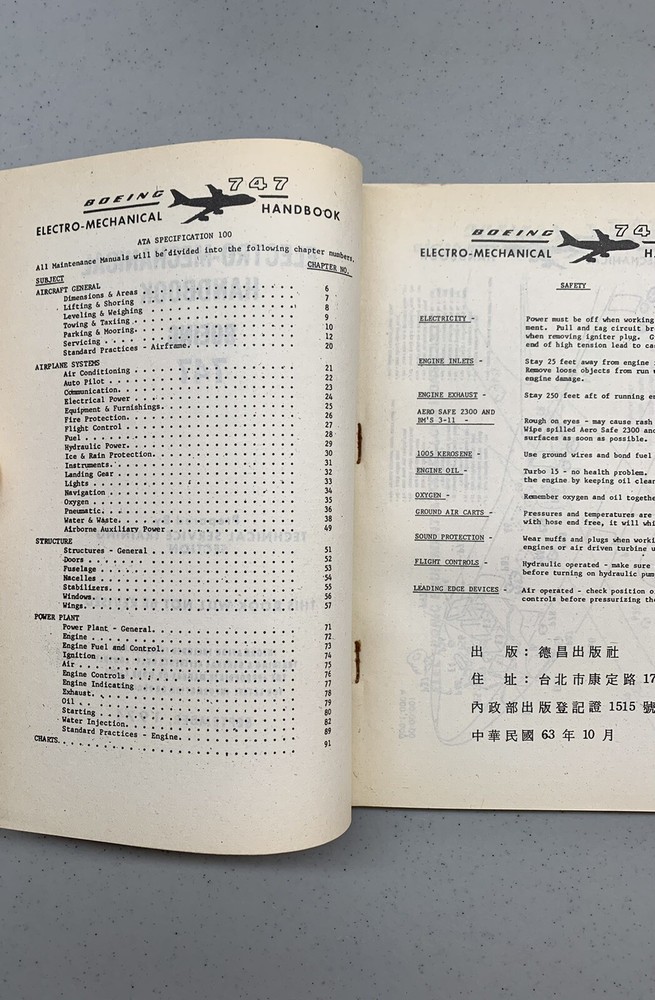 BOEING 747
ELECTRO-MECHANICAL HANDBOOK
ATA SPECIFICATION 100
All Maintenance Manuals will be divided into the following chapter numbers.
SUBJECT CHAPTER NO.
AIRCRAFT GENERAL
Dimensions & Areas 6
Lifting & Shoring 7
Leveling & Weighing 8
Towing & Taxiing 9
Parking & Mooring. 10
Servicing 12
Standard Practices - Airframe. 20
AIRPLANE SYSTEMS
Air Conditioning 21
Auto Pilot 22
Communication. 23
Electrical Power 24
Equipment & Furnishings. 25
Fire Protection. 26
Flight Control 27
Fuel 28
Hydraulic Power. 29
Ice & Rain Protection. 30
Instruments. 31
Landing Gear 32
Lights 33
Navigation 34
Oxygen 35
Pneumatic. 36
Water & Waste. 38
Airborne Auxiliary Power 49
STRUCTURE
Structures - General 51
Doors 52
Fuselage 53
Nacelles 54
Stabilizers. 55
Windows. 56
Wings. 57
POWER PLANT
Power Plant - General. 71
Engine 72
Engine Fuel and Control. 73
Ignition 74
Air 75
Engine Controls 76
Engine Indicating 77
Exhaust. 78
Oil 79
Starting 80
Water Injection. 82
Standard Practices - Engine. 89
CHARTS. 91
BOEING 74
ELECTRO-MECHANICAL HA
SAFETY
ELECTRICITY - Power must be off when working
ment. Pull and tag circuit br
when removing igniter plug. G
end of high tension lead to ca
ENGINE INLETS - Stay 25 feet away from engine
Remove loose objects from run
engine damage.
ENGINE EXHAUST - Stay 250 feet aft of running e
AERO SAFE 2300 AND
BM'S 3-11 - Rough on eyes - may cause rash
Wipe spilled Aero Safe 2300 and
surfaces as soon as possible.
1005 KEROSENE - Use ground wires and bond fuel
ENGINE OIL - Turbo 15 - no health problem.
the engine by keeping oil clea
OXYGEN - Remember oxygen and oil togethe
GROUND AIR CARTS - Pressures and temperatures are
with hose end free, it will whi
SOUND PROTECTION - Wear muffs and plugs when worki
engines or air driven turbine u
FLIGHT CONTROLS - Hydraulic operated - make sure
before turning on hydraulic pum
LEADING EDGE DEVICES - Air operated - check position o
controls before pressurizing the
出 版：德昌出版社
住 址：台北市康定路 17
內政部出版登記證 1515 號
中華民國 63 年 10 月